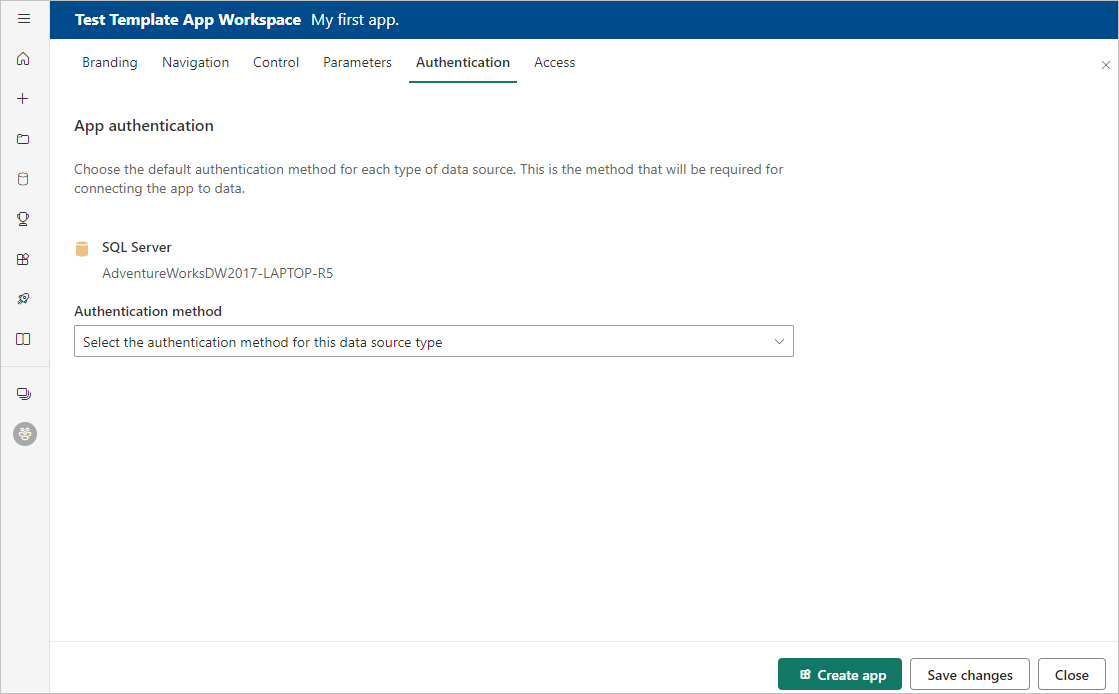 Test Template App Workspace My first app.
Branding Navigation Control Parameters Authentication Access
App authentication
Choose the default authentication method for each type of data source. This is the method that will be required for
connecting the app to data.
SQL Server
AdventureWorksDW2017-LAPTOP-R5
Authentication method
Select the authentication method for this data source type
Create app Save changes Close